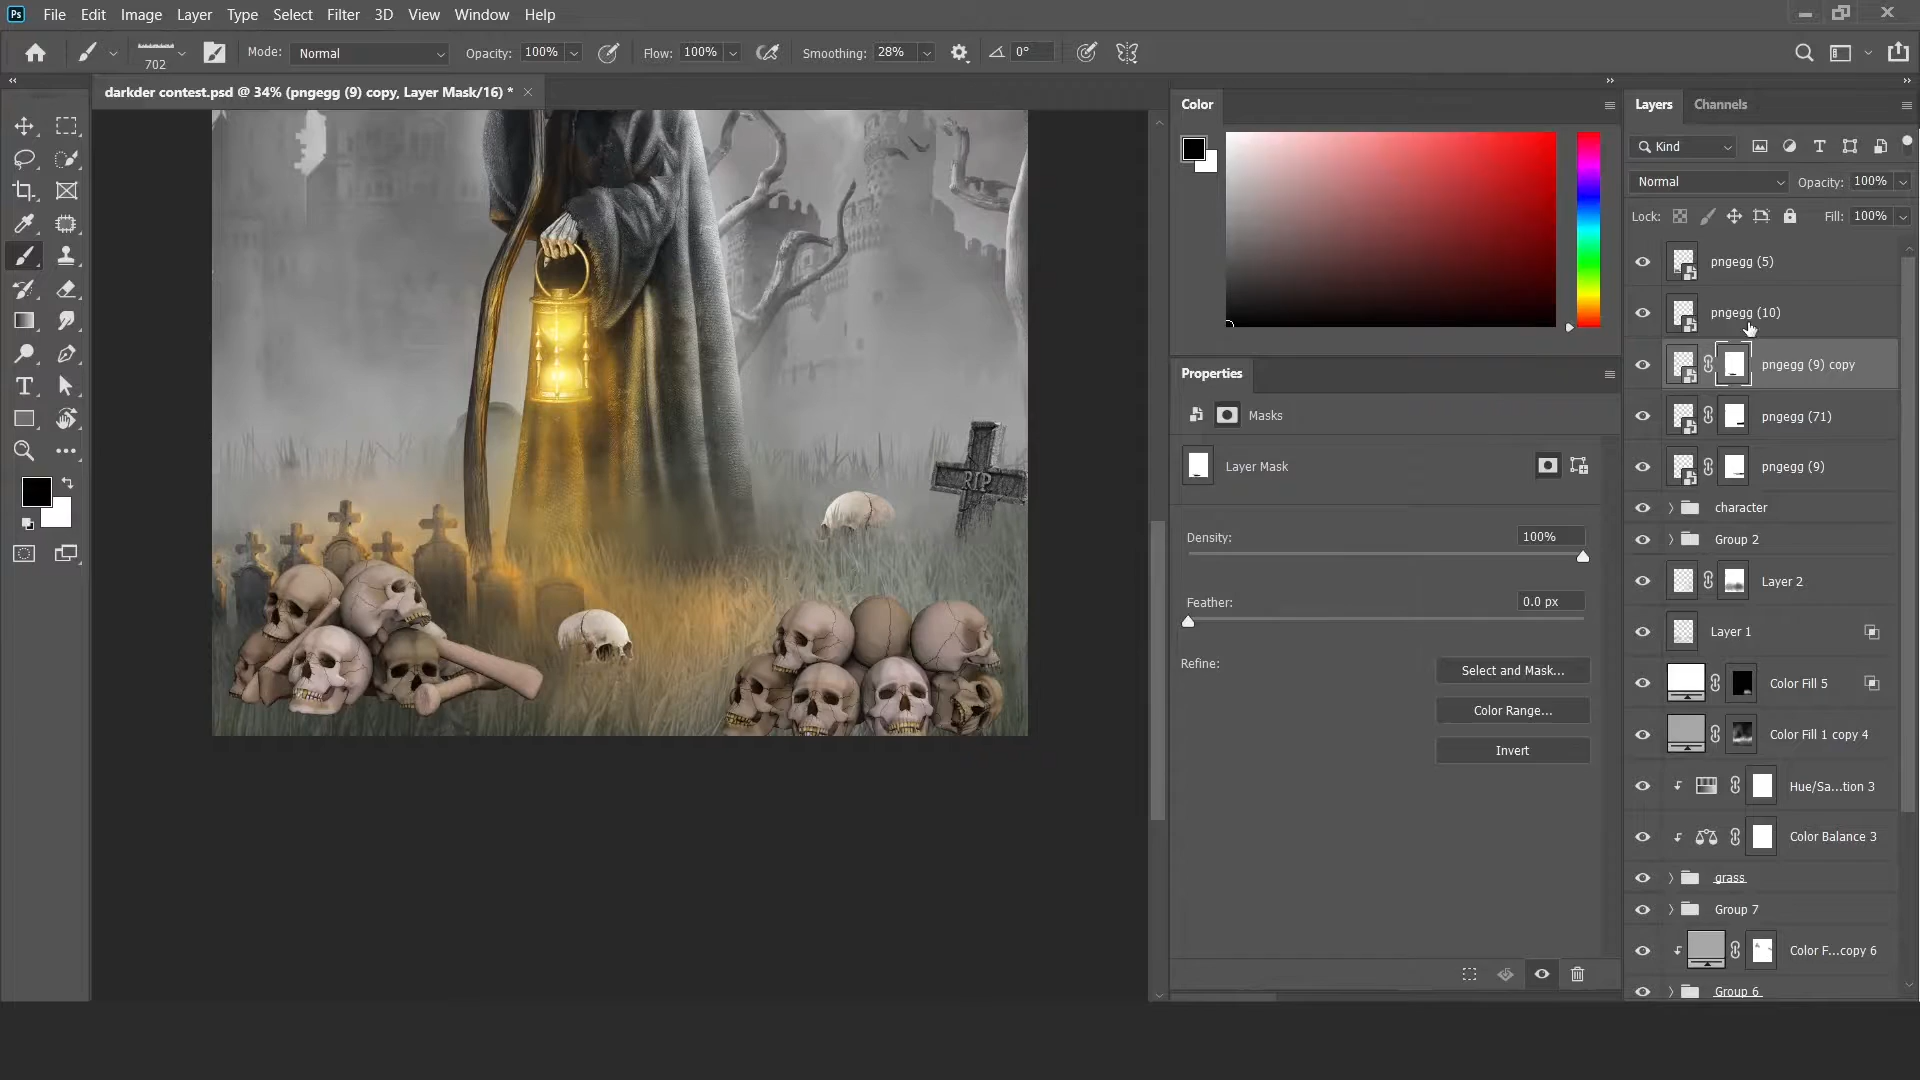 Ps File Edit Image Layer Type Select Filter 3D View Window Help
702 Mode: Normal Opacity: 100% Flow: 100% Smoothing: 28% 0°
darkder contest.psd @ 34% (pngegg (9) copy, Layer Mask/16) *
Color
Layers Channels
Kind
Normal Opacity: 100%
Lock: Fill: 100%
pngegg (5)
pngegg (10)
pngegg (9) copy
pngegg (71)
pngegg (9)
character
Group 2
Layer 2
Layer 1
Color Fill 5
Color Fill 1 copy 4
Hue/Sa...tion 3
Color Balance 3
grass
Group 7
Color F...copy 6
Group 6
Properties
Masks
Layer Mask
Density: 100%
Feather: 0.0 px
Refine: Select and Mask...
Color Range...
Invert
RIP